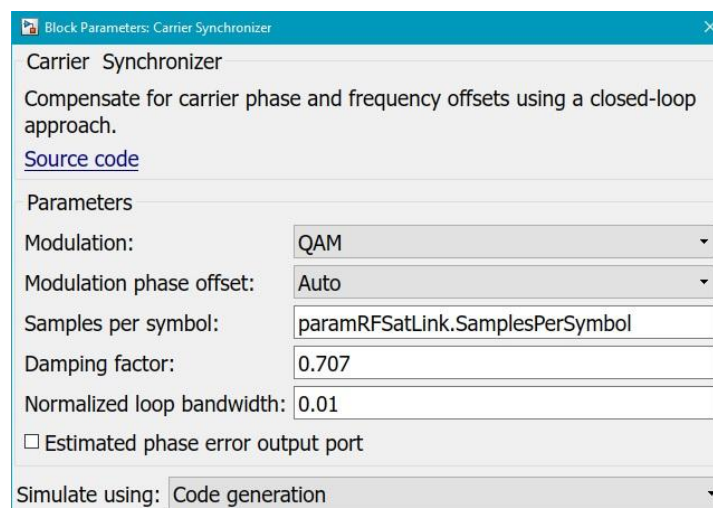 Block Parameters: Carrier Synchronizer
Carrier Synchronizer
Compensate for carrier phase and frequency offsets using a closed-loop
approach.
Source code
Parameters
Modulation: QAM
Modulation phase offset: Auto
Samples per symbol: paramRFSatLink.SamplesPerSymbol
Damping factor: 0.707
Normalized loop bandwidth: 0.01
Estimated phase error output port
Simulate using: Code generation